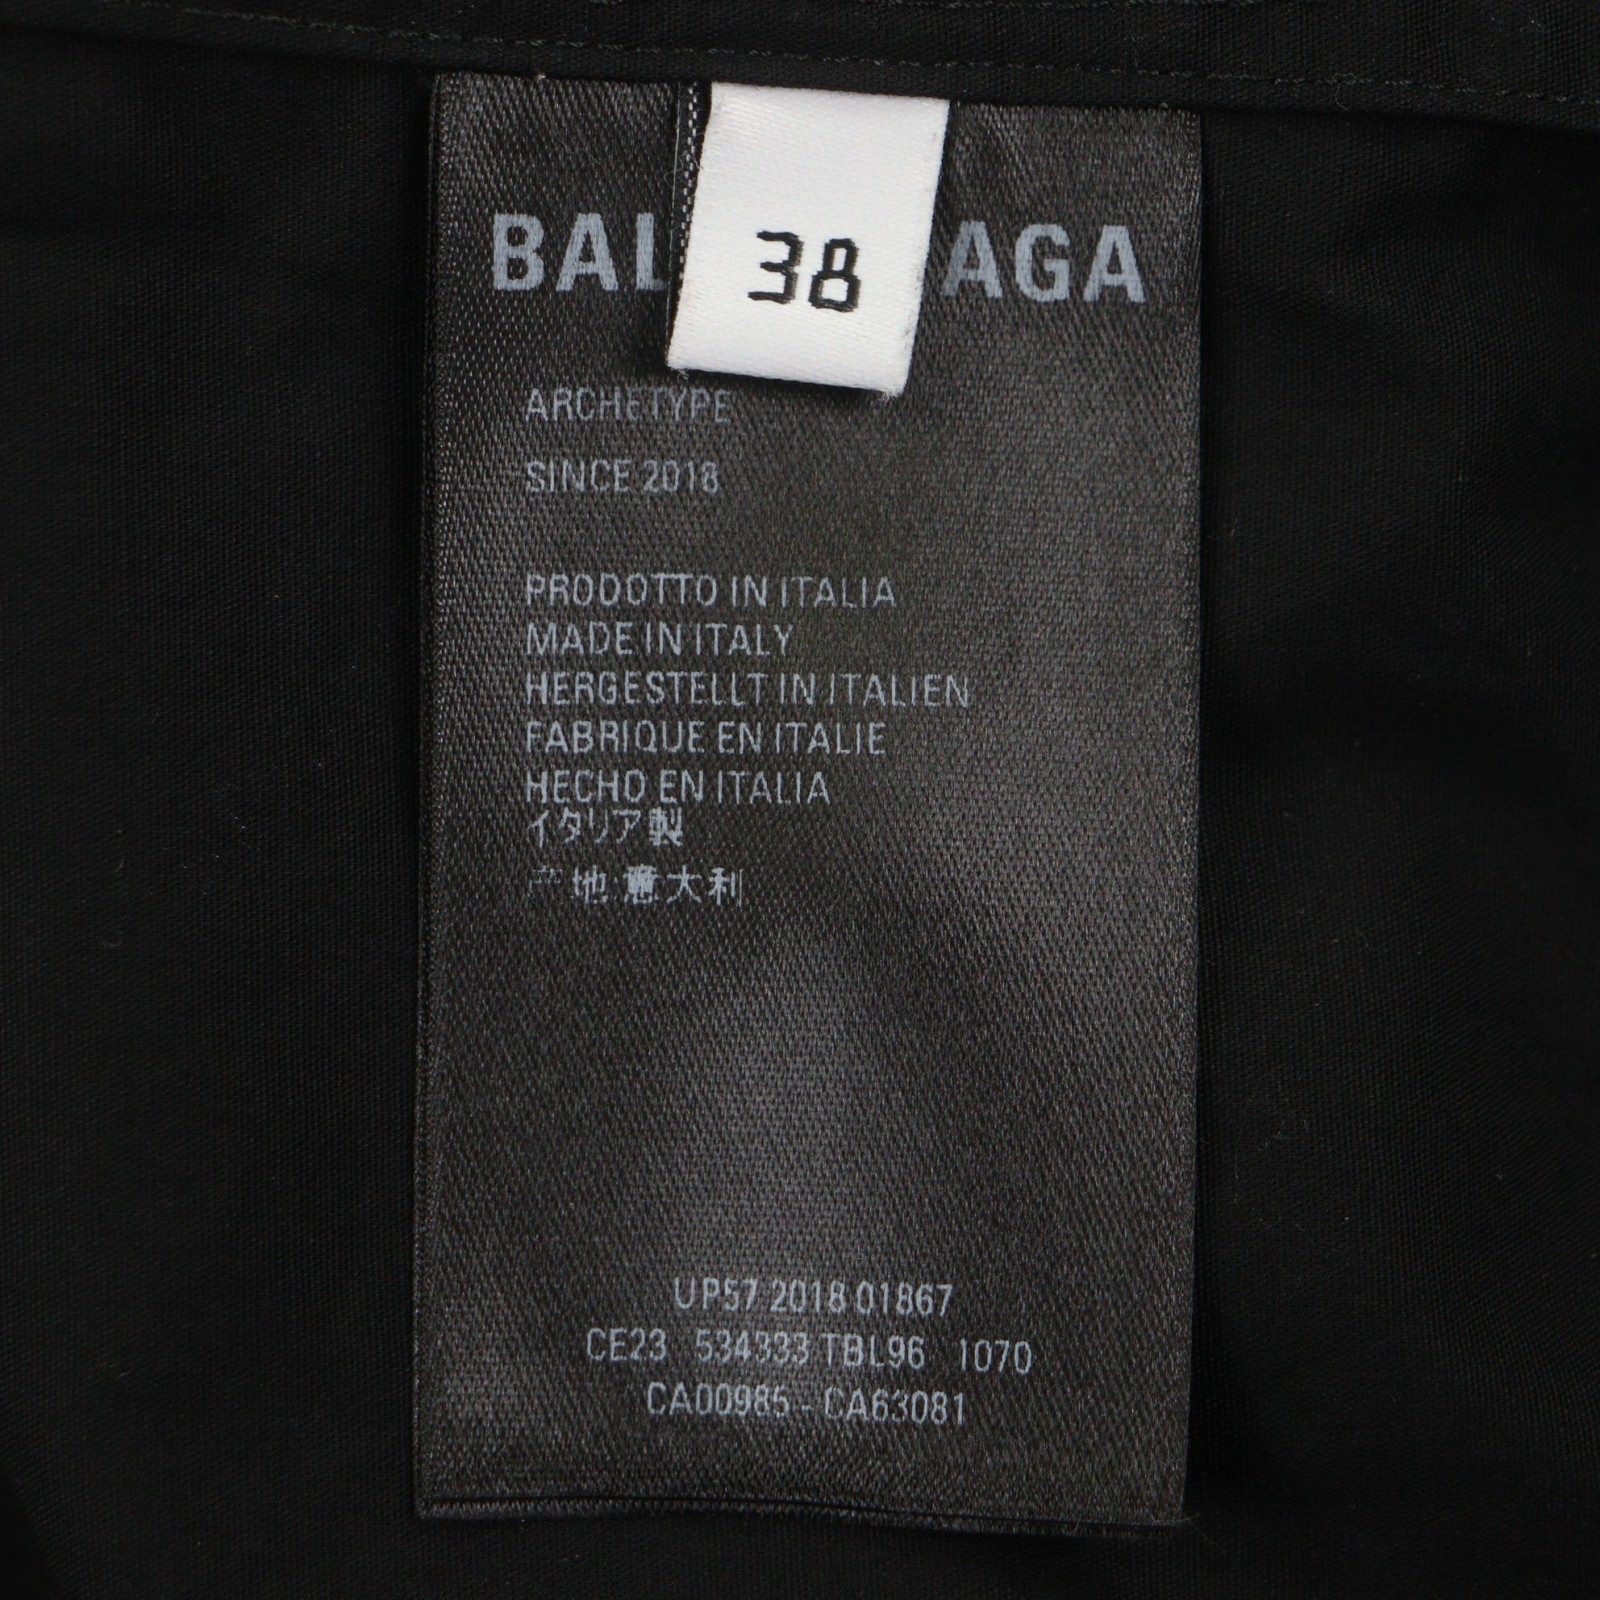 BAL AGA
38
ARCHETYPE
SINCE 2018
PRODOTTO IN ITALIA
MADE IN ITALY
HERGESTELLT IN ITALIEN
FABRIQUE EN ITALIE
HECHO EN ITALIA
イタリア製
产地:意大利
UP57 2018 01867
CE23 534333 TBL96 1070
CA00985 - CA63081